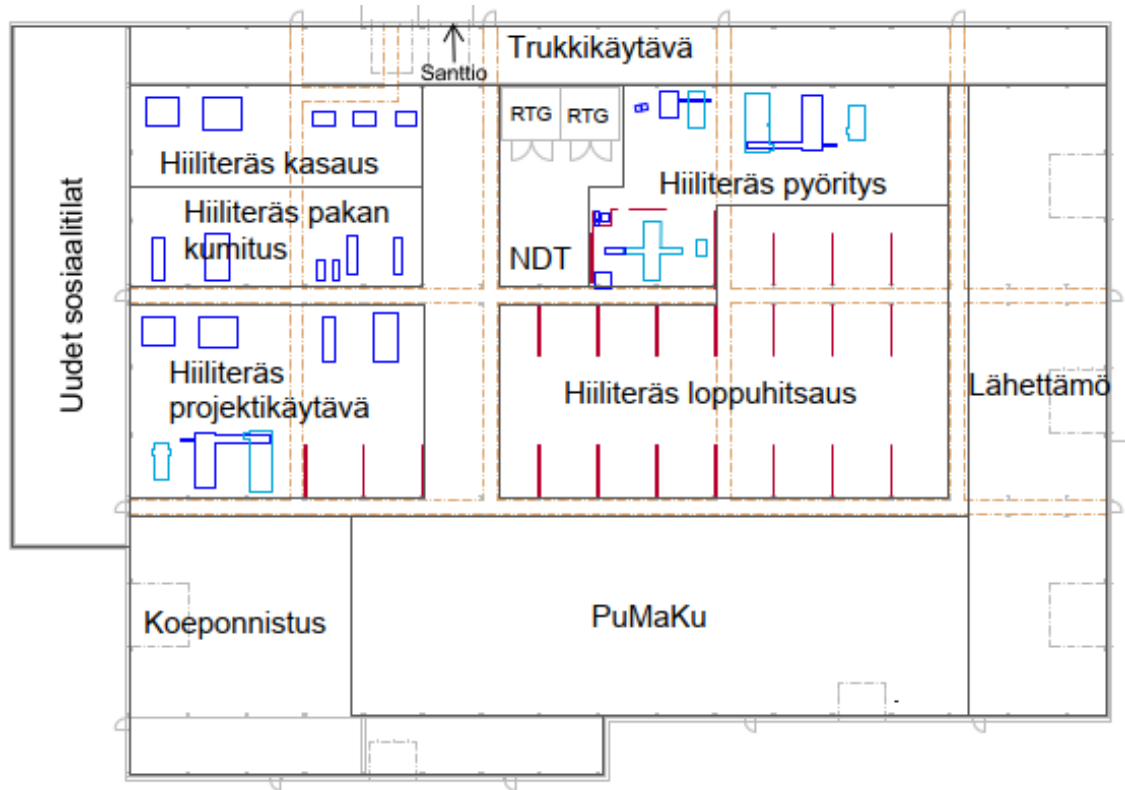 Trukkikäytävä
Santtio
RTG
RTG
Hiiliteräs kasaus
Hiiliteräs pyöritys
Hiiliteräs pakan
kumitus
NDT
Uudet sosiaalitilat
Hiiliteräs
projektikäytävä
Hiiliteräs loppuhitsaus
Lähettämö
Koeponnistus
PuMaKu